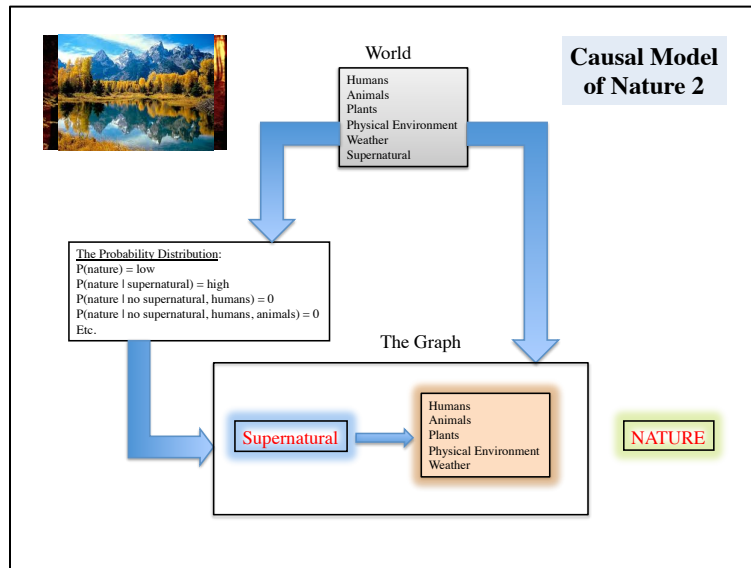 World
Causal Model
of Nature 2
Humans
Animals
Plants
Physical Environment
Weather
Supernatural
The Probability Distribution:
P(nature) = low
P(nature | supernatural) = high
P(nature | no supernatural, humans) = 0
P(nature | no supernatural, humans, animals) = 0
Etc.
The Graph
Supernatural
Humans
Animals
Plants
Physical Environment
Weather
NATURE